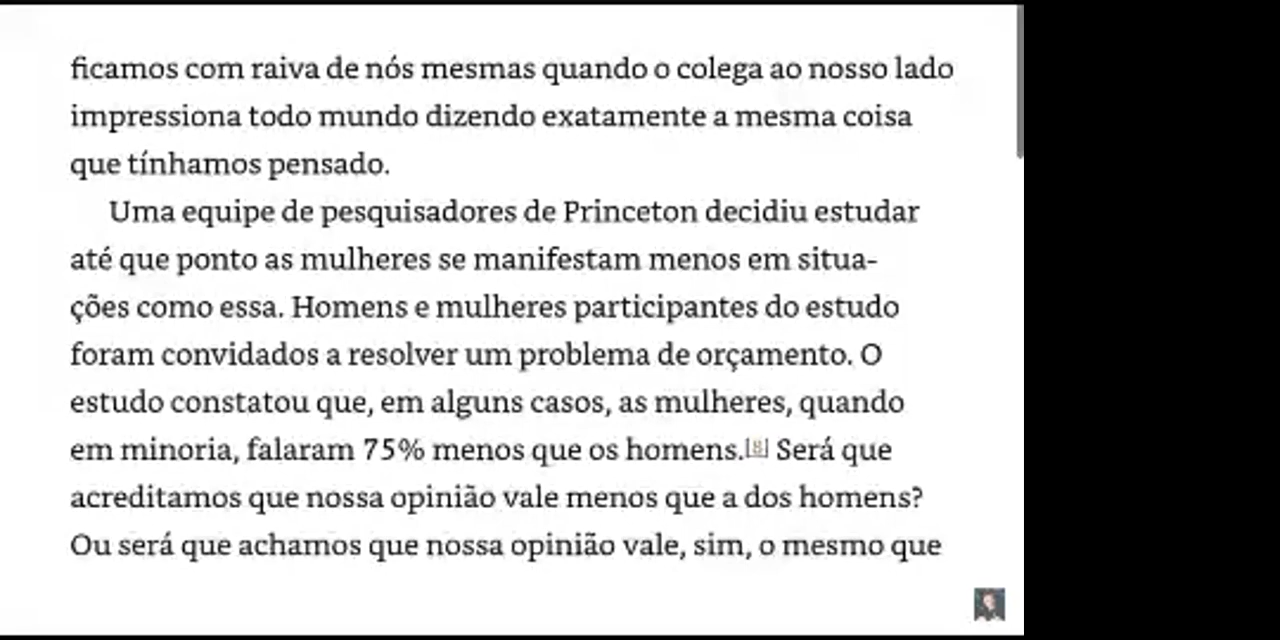 ficamos com raiva de nós mesmas quando o colega ao nosso lado
impressiona todo mundo dizendo exatamente a mesma coisa
que tínhamos pensado.
Uma equipe de pesquisadores de Princeton decidiu estudar
até que ponto as mulheres se manifestam menos em situa-
ções como essa. Homens e mulheres participantes do estudo
foram convidados a resolver um problema de orçamento. O
estudo constatou que, em alguns casos, as mulheres, quando
em minoria, falaram 75% menos que os homens.[8] Será que
acreditamos que nossa opinião vale menos que a dos homens?
Ou será que achamos que nossa opinião vale, sim, o mesmo que